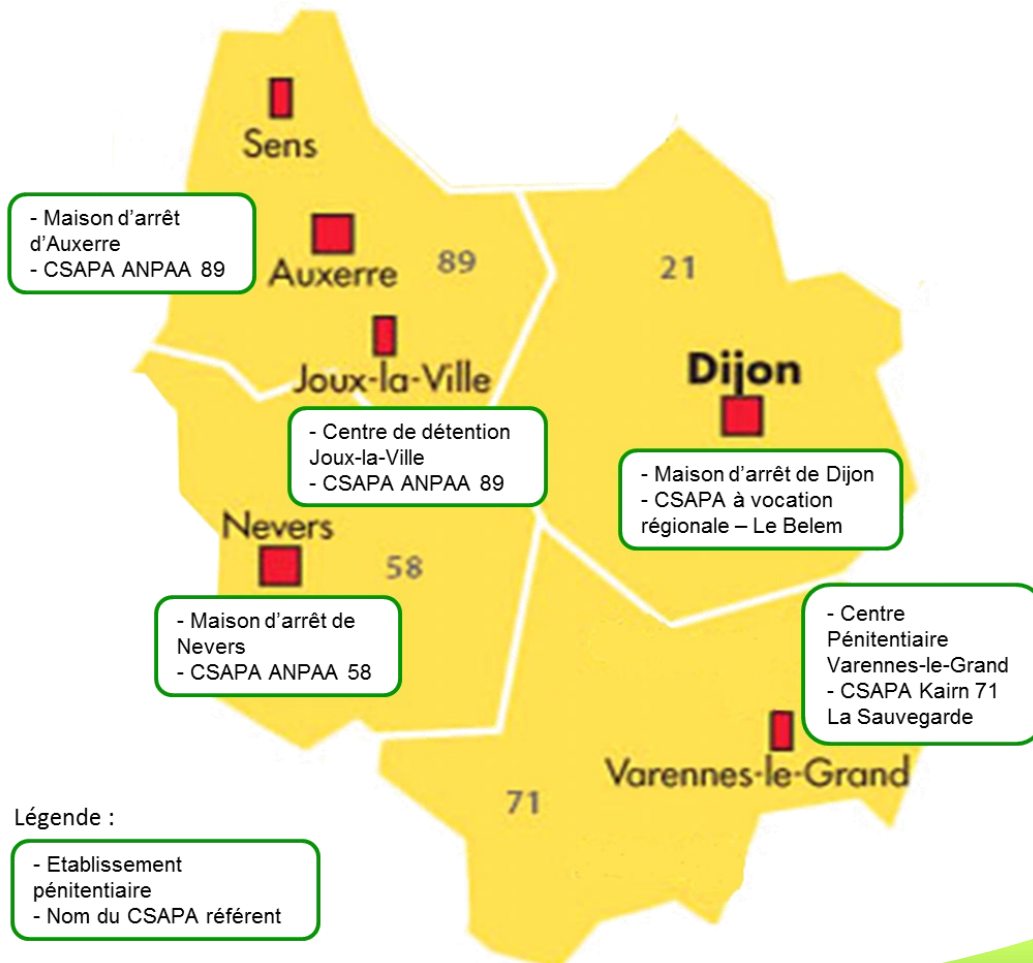 Sens
- Maison d'arrêt
d'Auxerre
- CSAPA ANPAA 89
Auxerre
89
21
Joux-la-Ville
Dijon
- Centre de détention
Joux-la-Ville
- CSAPA ANPAA 89
- Maison d'arrêt de Dijon
- CSAPA à vocation
régionale – Le Belem
Nevers
58
- Maison d'arrêt de
Nevers
- CSAPA ANPAA 58
- Centre
Pénitentiaire
Varennes-le-Grand
- CSAPA Kairn 71
La Sauvegarde
Varennes-le-Grand
71
Légende :
- Etablissement
pénitentiaire
- Nom du CSAPA référent